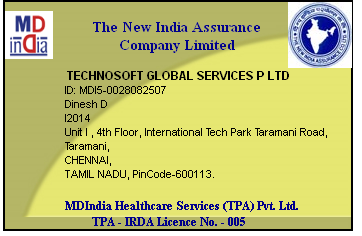 MD
india
The New India Assurance
Company Limited
TECHNOSOFT GLOBAL SERVICES P LTD
ID: MDI5-0028082507
Dinesh D
I2014
Unit I , 4th Floor, International Tech Park Taramani Road,
Taramani,
CHENNAI,
TAMIL NADU, PinCode-600113.
MDIndia Healthcare Services (TPA) Pvt. Ltd.
TPA - IRDA Licence No. - 005